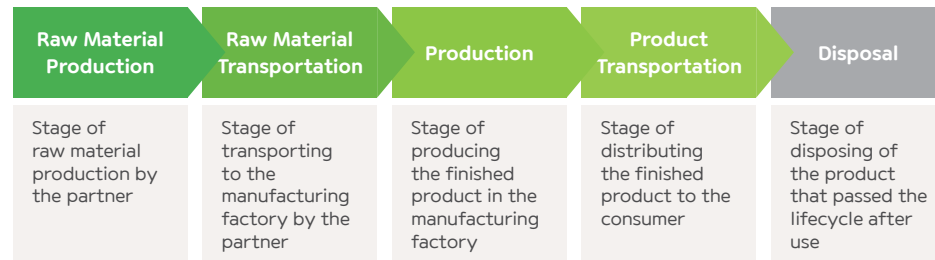 Raw Material
Production
Raw Material
Transportation
Production
Product
Transportation
Disposal
Stage of
raw material
production by
the partner
Stage of
transporting
to the
manufacturing
factory by the
partner
Stage of
producing
the finished
product in the
manufacturing
factory
Stage of
distributing
the finished
product to the
consumer
Stage of
disposing of
the product
that passed the
lifecycle after
use